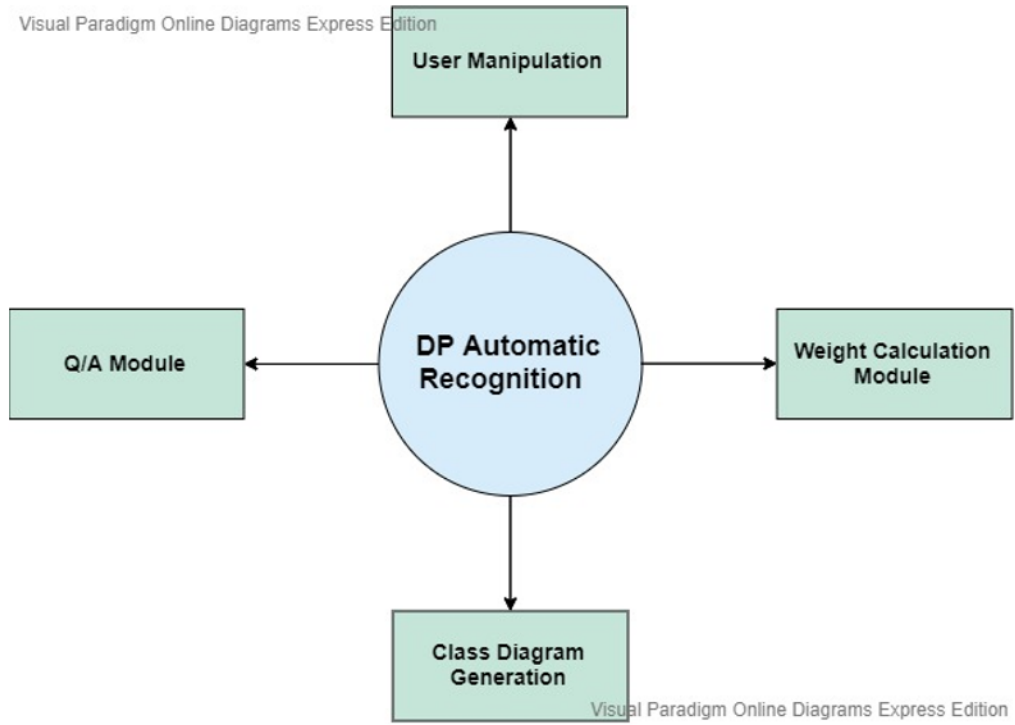 Visual Paradigm Online Diagrams Express Edition
User Manipulation
Q/A Module
DP Automatic
Recognition
Weight Calculation
Module
Class Diagram
Generation
Visual Paradigm Online Diagrams Express Edition